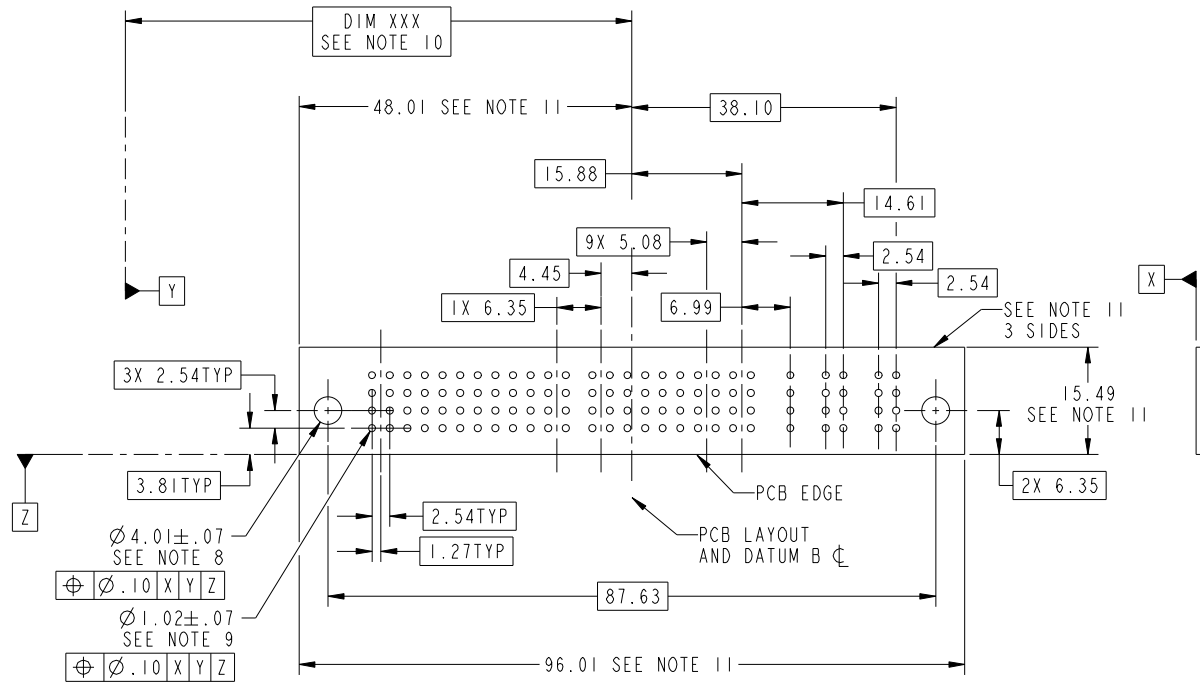 DIM XXX
SEE NOTE 10
48.01 SEE NOTE 11
38.10
15.88
14.61
9X 5.08
2.54
4.45
2.54
Y
X
1X 6.35
6.99
SEE NOTE 11
3 SIDES
3X 2.54TYP
15.49
SEE NOTE 11
3.81TYP
2X 6.35
PCB EDGE
Z
2.54TYP
Ø4.01±.07
SEE NOTE 8
PCB LAYOUT
AND DATUM B ℄
1.27TYP
⌖ Ø.10 X Y Z
87.63
Ø1.02±.07
SEE NOTE 9
⌖ Ø.10 X Y Z
96.01 SEE NOTE 11